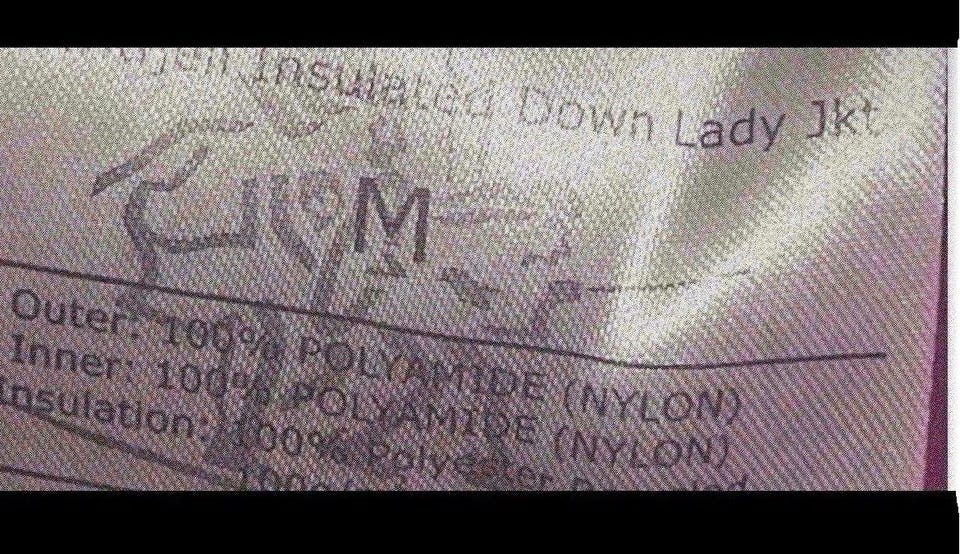 Insulated Down Lady Jkt
M
Outer: 100% POLYAMIDE (NYLON)
Inner: 100% POLYAMIDE (NYLON)
Insulation: 100% Polyester